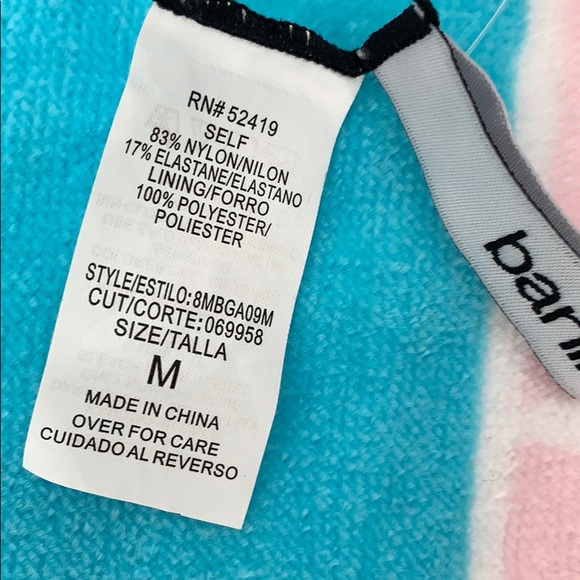 RN# 52419
SELF
83% NYLON/NILON
17% ELASTANE/ELASTANO
LINING/FORRO
100% POLYESTER/
POLIESTER
STYLE/ESTILO:8MBGA09M
CUT/CORTE:069958
SIZE/TALLA
M
MADE IN CHINA
OVER FOR CARE
CUIDADO AL REVERSO